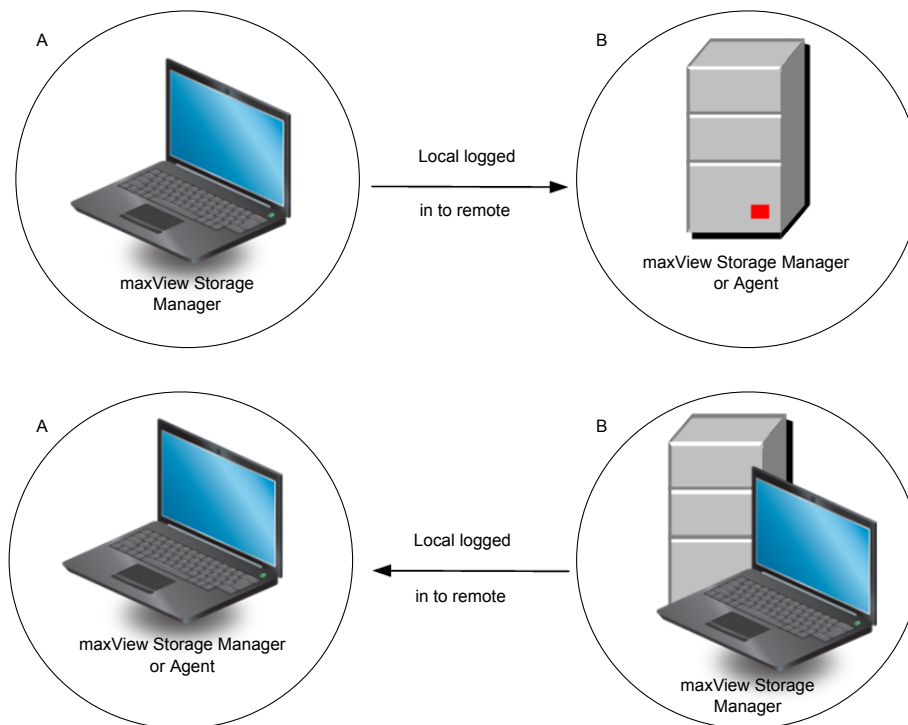 A
B
Local logged
in to remote
maxView Storage
Manager
maxView Storage Manager
or Agent
A
B
Local logged
in to remote
maxView Storage Manager
or Agent
maxView Storage
Manager